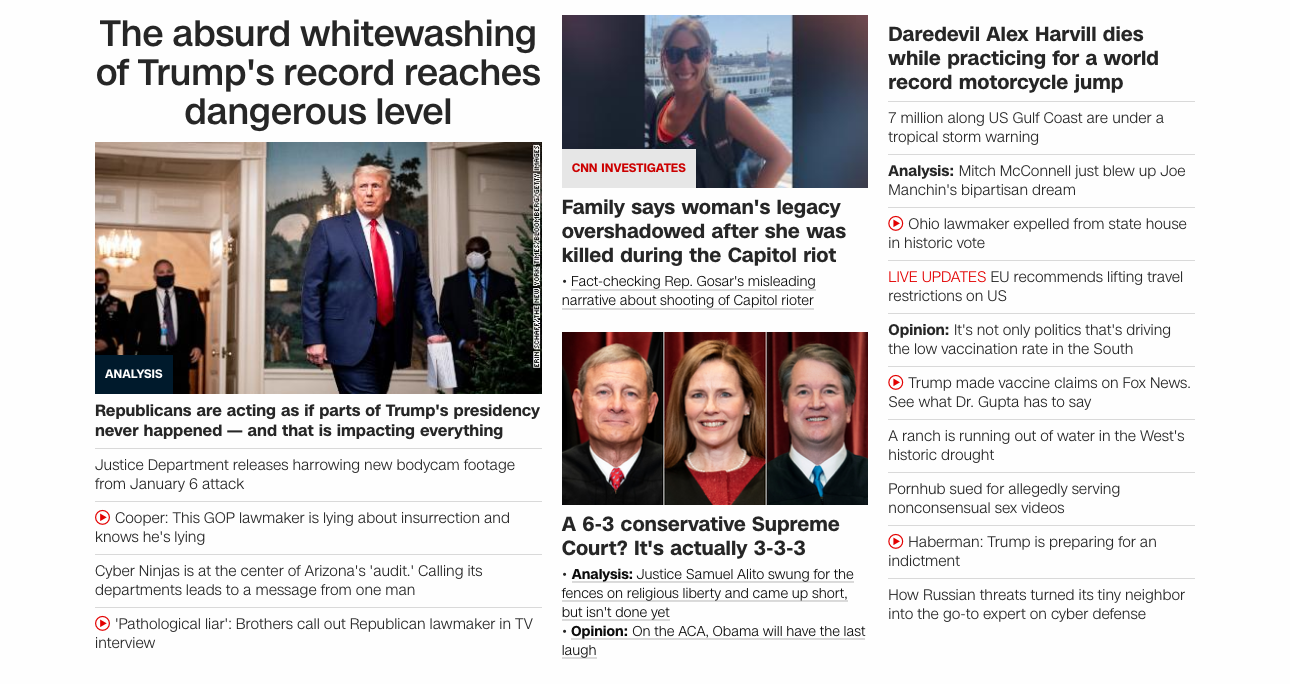 The absurd whitewashing
of Trump's record reaches
dangerous level
ERIN SCHAFF/THE NEW YORK TIMES/BLOOMBERG/GETTY IMAGES
ANALYSIS
Republicans are acting as if parts of Trump's presidency
never happened — and that is impacting everything
Justice Department releases harrowing new bodycam footage
from January 6 attack
Cooper: This GOP lawmaker is lying about insurrection and
knows he's lying
Cyber Ninjas is at the center of Arizona's 'audit.' Calling its
departments leads to a message from one man
'Pathological liar': Brothers call out Republican lawmaker in TV
interview
CNN INVESTIGATES
Family says woman's legacy
overshadowed after she was
killed during the Capitol riot
• Fact-checking Rep. Gosar's misleading
narrative about shooting of Capitol rioter
A 6-3 conservative Supreme
Court? It's actually 3-3-3
• Analysis: Justice Samuel Alito swung for the
fences on religious liberty and came up short,
but isn't done yet
• Opinion: On the ACA, Obama will have the last
laugh
Daredevil Alex Harvill dies
while practicing for a world
record motorcycle jump
7 million along US Gulf Coast are under a
tropical storm warning
Analysis: Mitch McConnell just blew up Joe
Manchin's bipartisan dream
Ohio lawmaker expelled from state house
in historic vote
LIVE UPDATES EU recommends lifting travel
restrictions on US
Opinion: It's not only politics that's driving
the low vaccination rate in the South
Trump made vaccine claims on Fox News.
See what Dr. Gupta has to say
A ranch is running out of water in the West's
historic drought
Pornhub sued for allegedly serving
nonconsensual sex videos
Haberman: Trump is preparing for an
indictment
How Russian threats turned its tiny neighbor
into the go-to expert on cyber defense